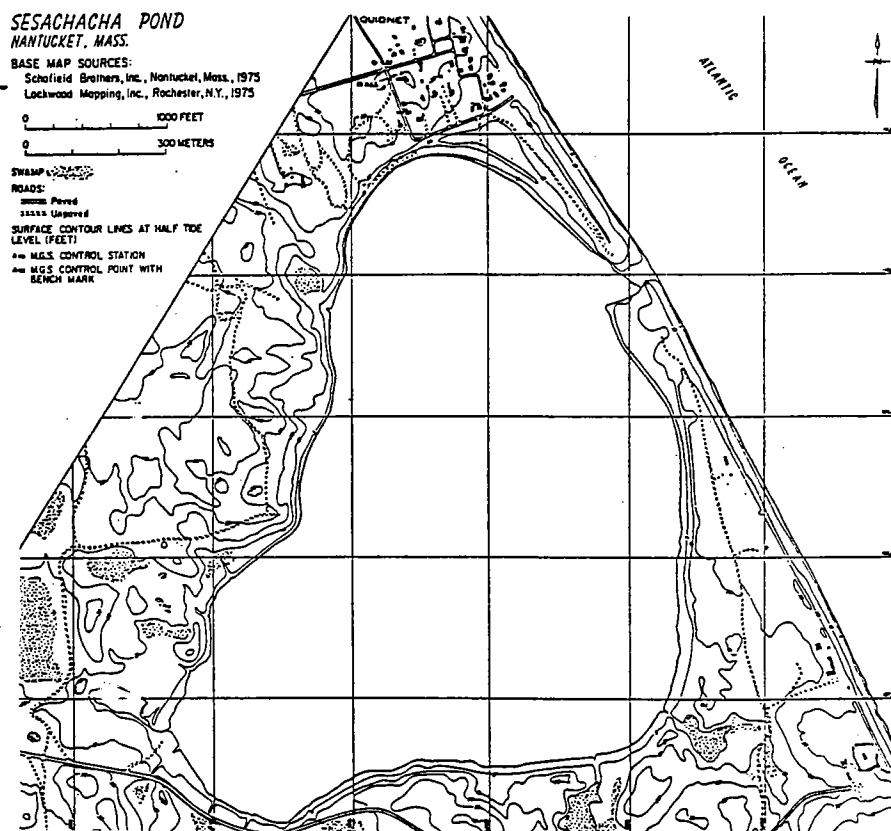 SESACHACHA POND
NANTUCKET, MASS.
BASE MAP SOURCES:
Schofield Brothers, Inc., Nantucket, Mass., 1975
Lockwood Mapping, Inc., Rochester, N.Y., 1975
0 1000 FEET
0 300 METERS
SWAMP
ROADS:
Paved
Unpaved
SURFACE CONTOUR LINES AT HALF TIDE
LEVEL (FEET)
M.G.S. CONTROL STATION
M.G.S. CONTROL POINT WITH
BENCH MARK
QUIDNET
ATLANTIC
OCEAN